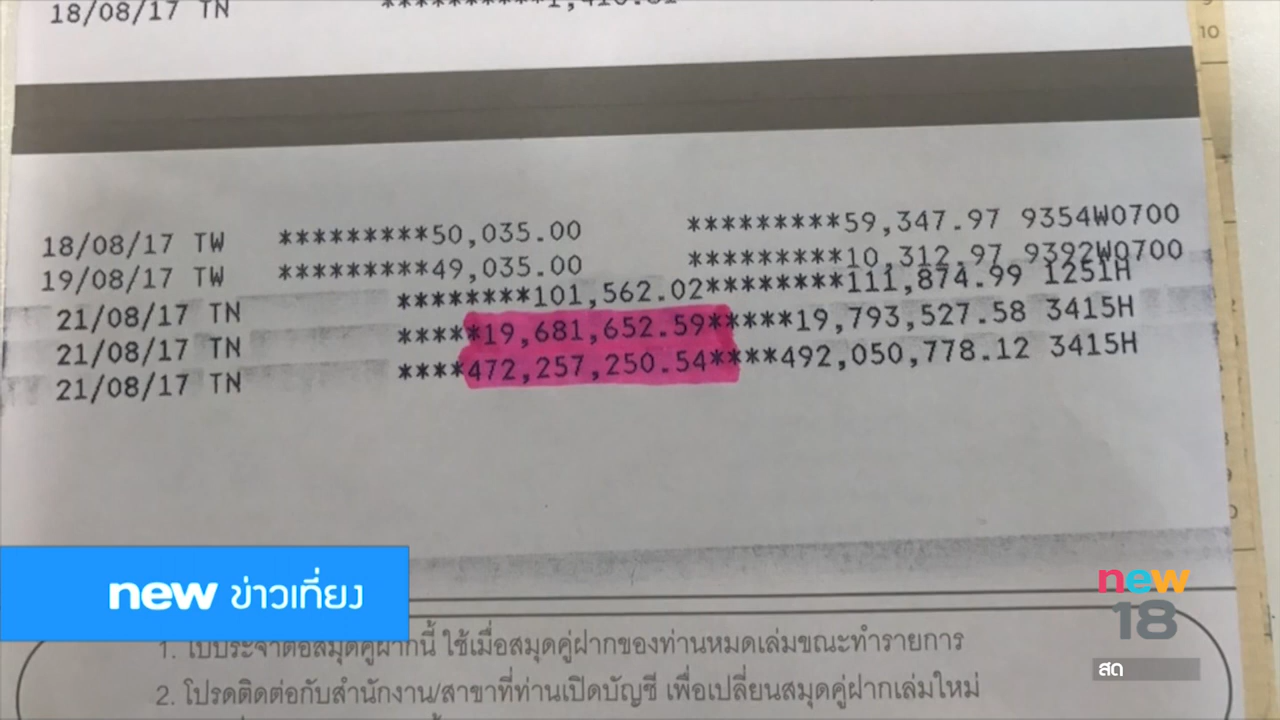 18/08/17 TN **********1,410.81
10
18/08/17 TW *********50,035.00 *********59,347.97 9354W0700
19/08/17 TW *********49,035.00 *********10,312.97 9392W0700
21/08/17 TN ********101,562.02********111,874.99 1251H
21/08/17 TN *****19,681,652.59*****19,793,527.58 3415H
21/08/17 TN ****472,257,250.54****492,050,778.12 3415H
new ข่าวเที่ยง
new
18
สด
1. ใบประจำต่อสมุดคู่ฝากนี้ ใช้เมื่อสมุดคู่ฝากของท่านหมดเล่มขณะทำรายการ
2. โปรดติดต่อกับสำนักงาน/สาขาที่ท่านเปิดบัญชี เพื่อเปลี่ยนสมุดคู่ฝากเล่มใหม่